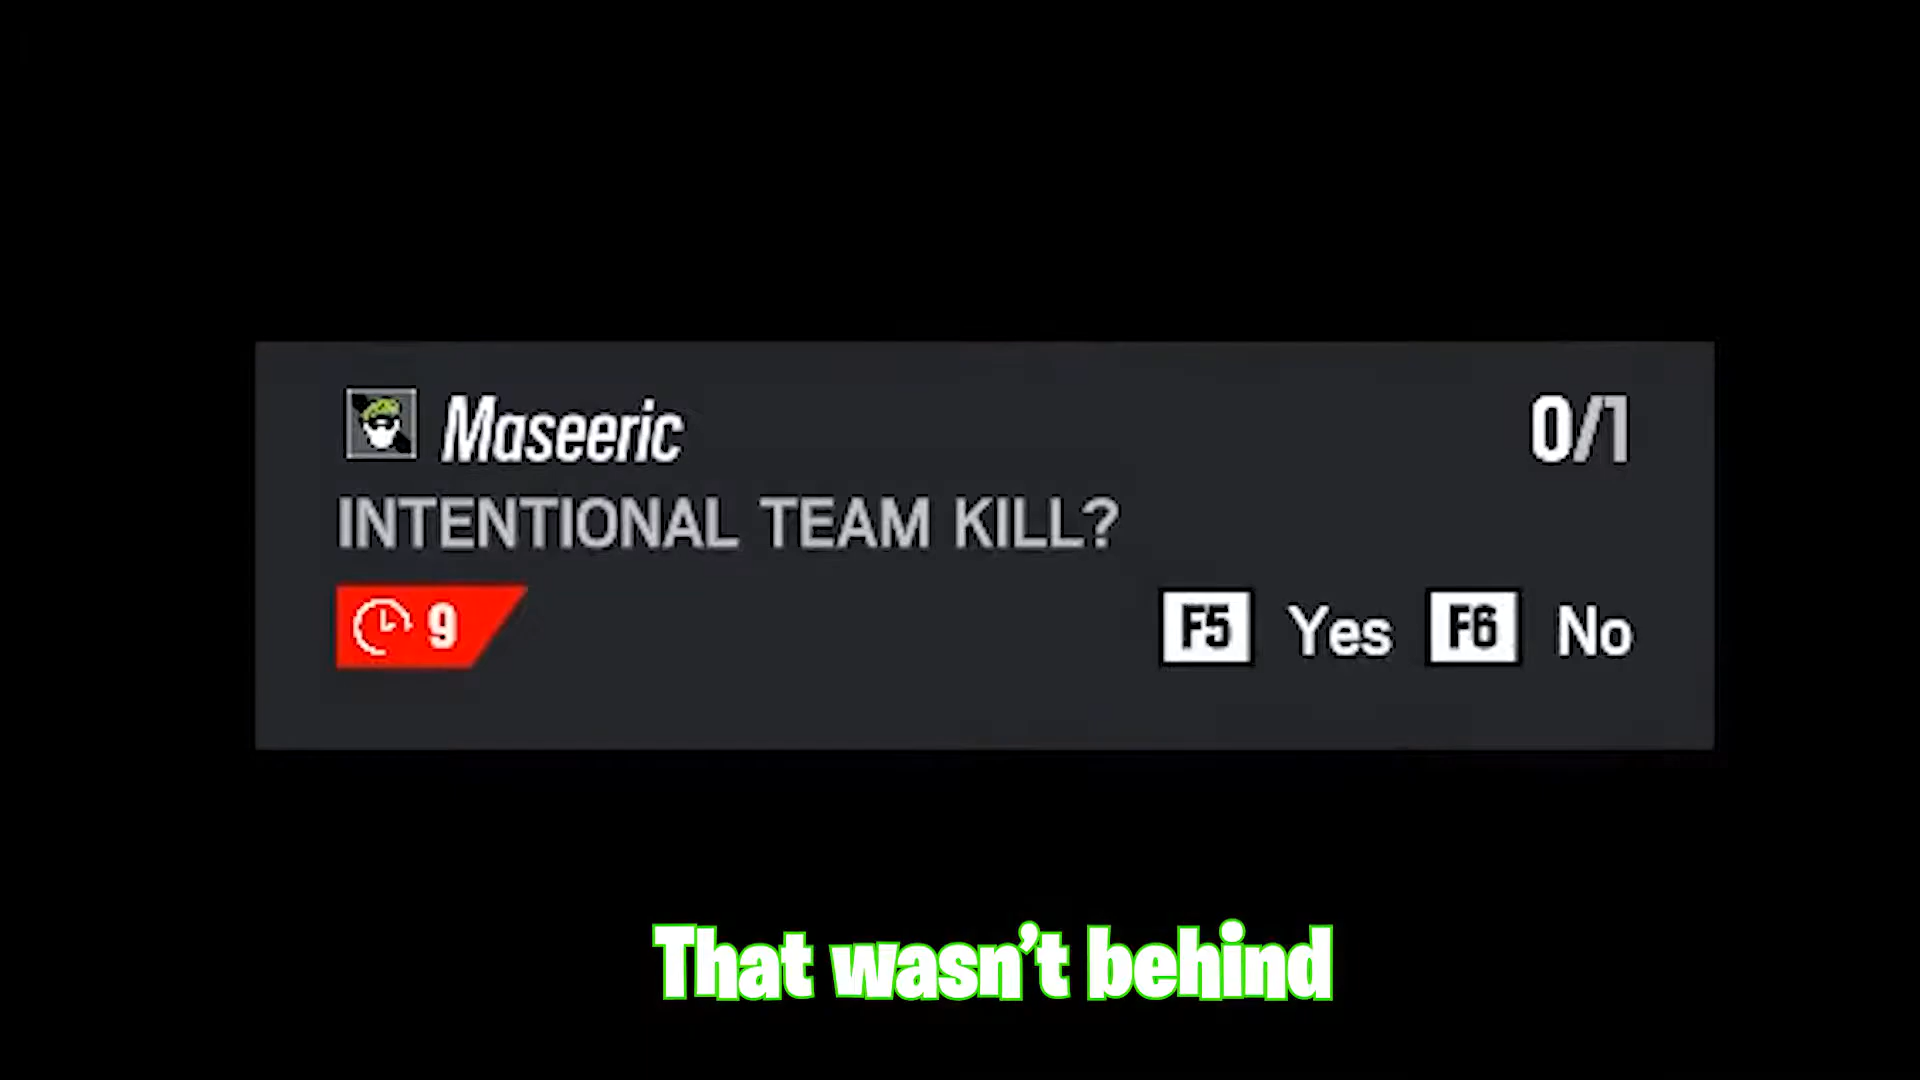 Maseeric 0/1
INTENTIONAL TEAM KILL?
9 F5 Yes F6 No
That wasn't behind